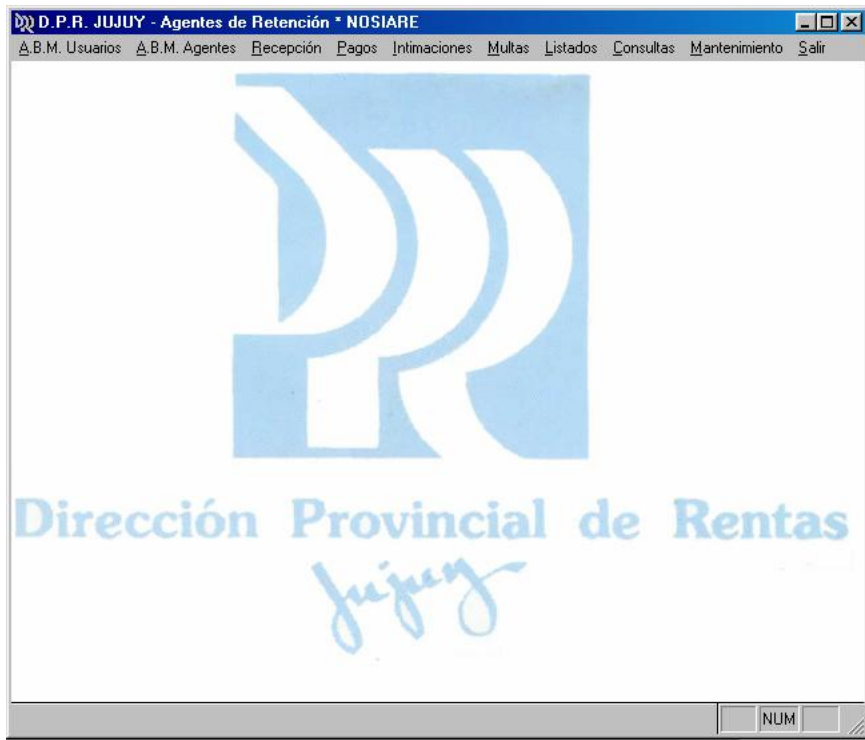 D.P.R. JUJUY - Agentes de Retención * NOSIARE
A.B.M. Usuarios A.B.M. Agentes Recepción Pagos Intimaciones Multas Listados Consultas Mantenimiento Salir
DPR
Dirección Provincial de Rentas
Jujuy
NUM